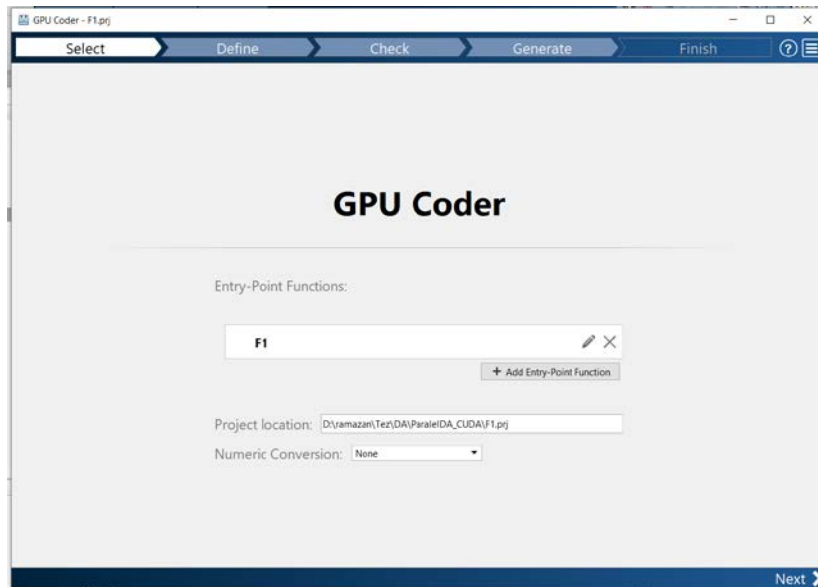 GPU Coder - F1.prj
Select Define Check Generate Finish ?
GPU Coder
Entry-Point Functions:
F1
+ Add Entry-Point Function
Project location: D:\ramazan\Tez\DA\ParalelDA_CUDA\F1.prj
Numeric Conversion: None
Next